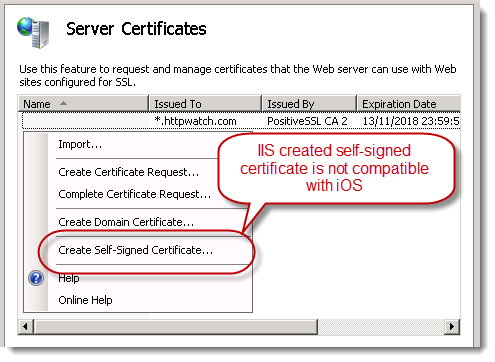 Server Certificates
Use this feature to request and manage certificates that the Web server can use with Web
sites configured for SSL.
Name Issued To Issued By Expiration Date
*.httpwatch.com PositiveSSL CA 2 13/11/2018 23:59:5
Import...
Create Certificate Request...
Complete Certificate Request...
Create Domain Certificate...
Create Self-Signed Certificate...
Help
Online Help
IIS created self-signed
certificate is not compatible
with iOS